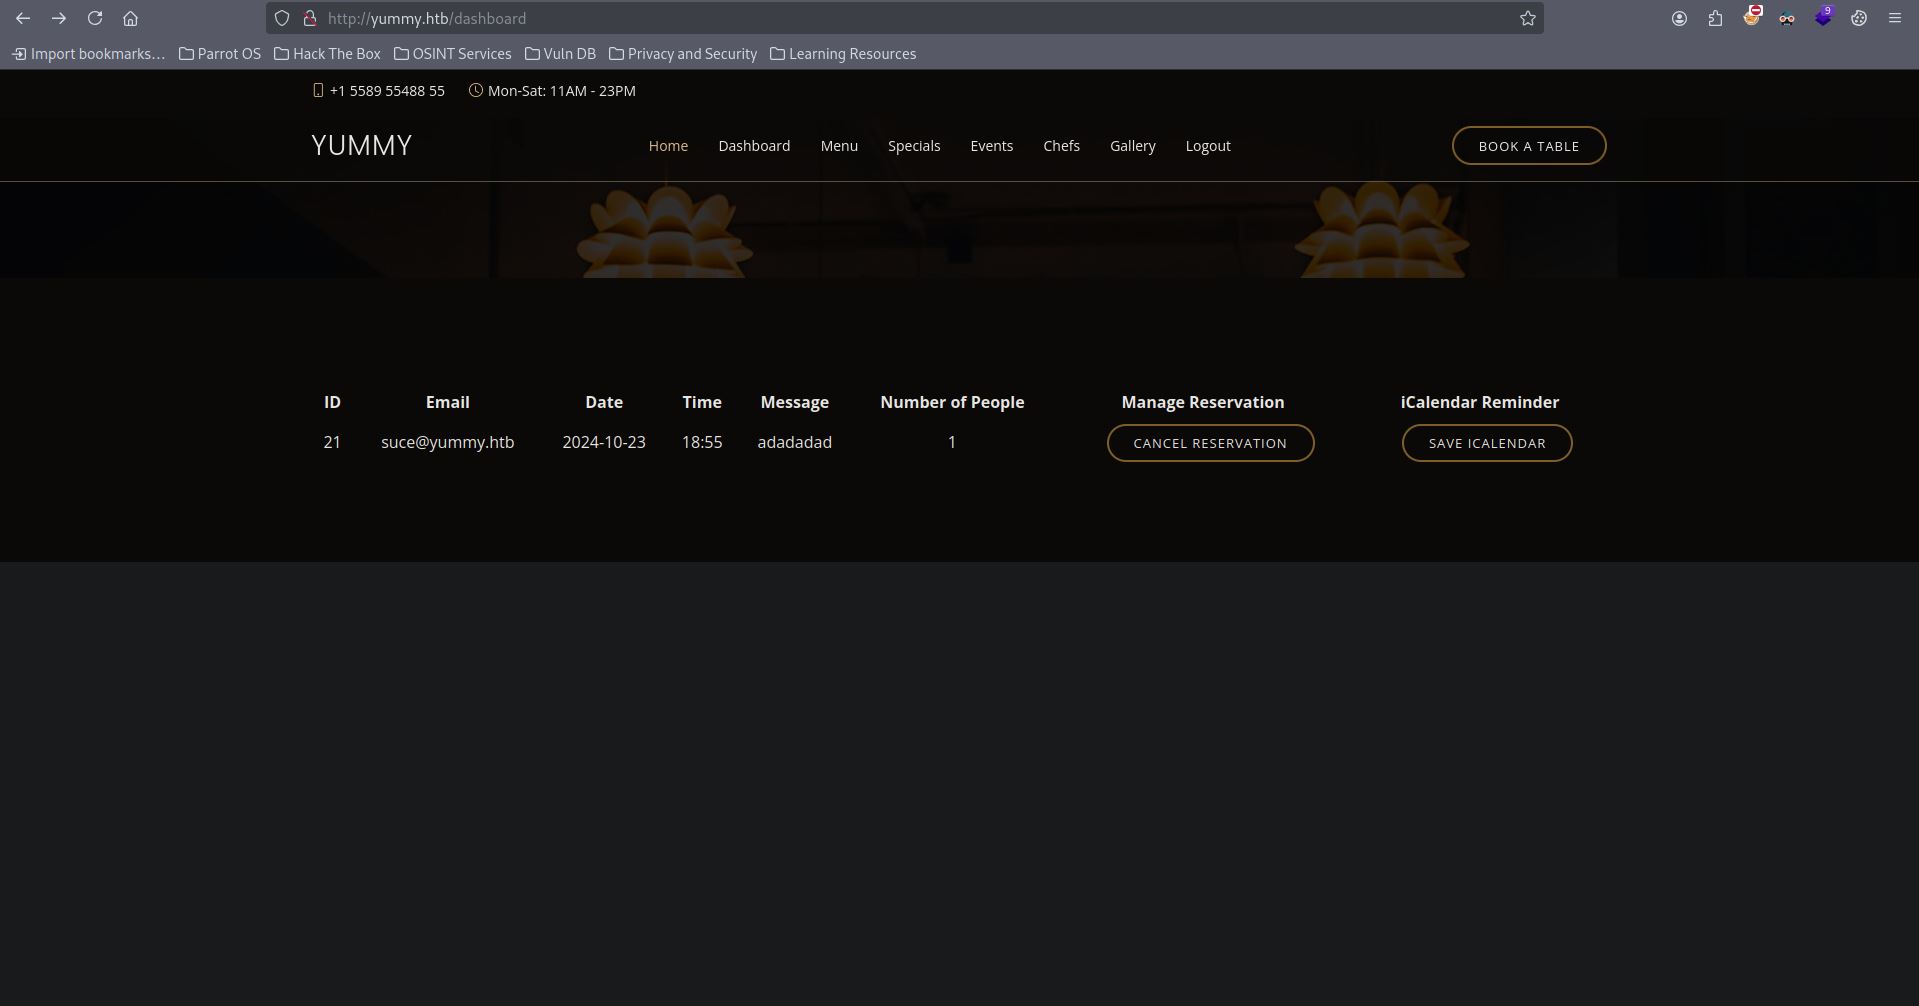 http://yummy.htb/dashboard
9
Import bookmarks... Parrot OS Hack The Box OSINT Services Vuln DB Privacy and Security Learning Resources
+1 5589 55488 55 Mon-Sat: 11AM - 23PM
YUMMY Home Dashboard Menu Specials Events Chefs Gallery Logout BOOK A TABLE
ID Email Date Time Message Number of People Manage Reservation iCalendar Reminder
21 suce@yummy.htb 2024-10-23 18:55 adadadad 1 CANCEL RESERVATION SAVE ICALENDAR